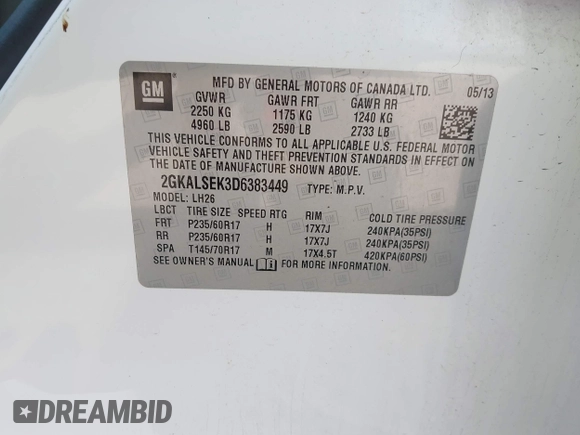 GM
MFD BY GENERAL MOTORS OF CANADA LTD. 05/13
GVWR GAWR FRT GAWR RR
2250 KG 1175 KG 1240 KG
4960 LB 2590 LB 2733 LB
THIS VEHICLE CONFORMS TO ALL APPLICABLE U.S. FEDERAL MOTOR
VEHICLE SAFETY AND THEFT PREVENTION STANDARDS IN EFFECT ON
THE DATE OF MANUFACTURE SHOWN ABOVE.
2GKALSEK3D6383449 TYPE: M.P.V.
MODEL: LH26
LBCT TIRE SIZE SPEED RTG RIM COLD TIRE PRESSURE
FRT P235/60R17 H 17X7J 240KPA(35PSI)
RR P235/60R17 H 17X7J 240KPA(35PSI)
SPA T145/70R17 M 17X4.5T 420KPA(60PSI)
SEE OWNER'S MANUAL FOR MORE INFORMATION.
DREAMBID